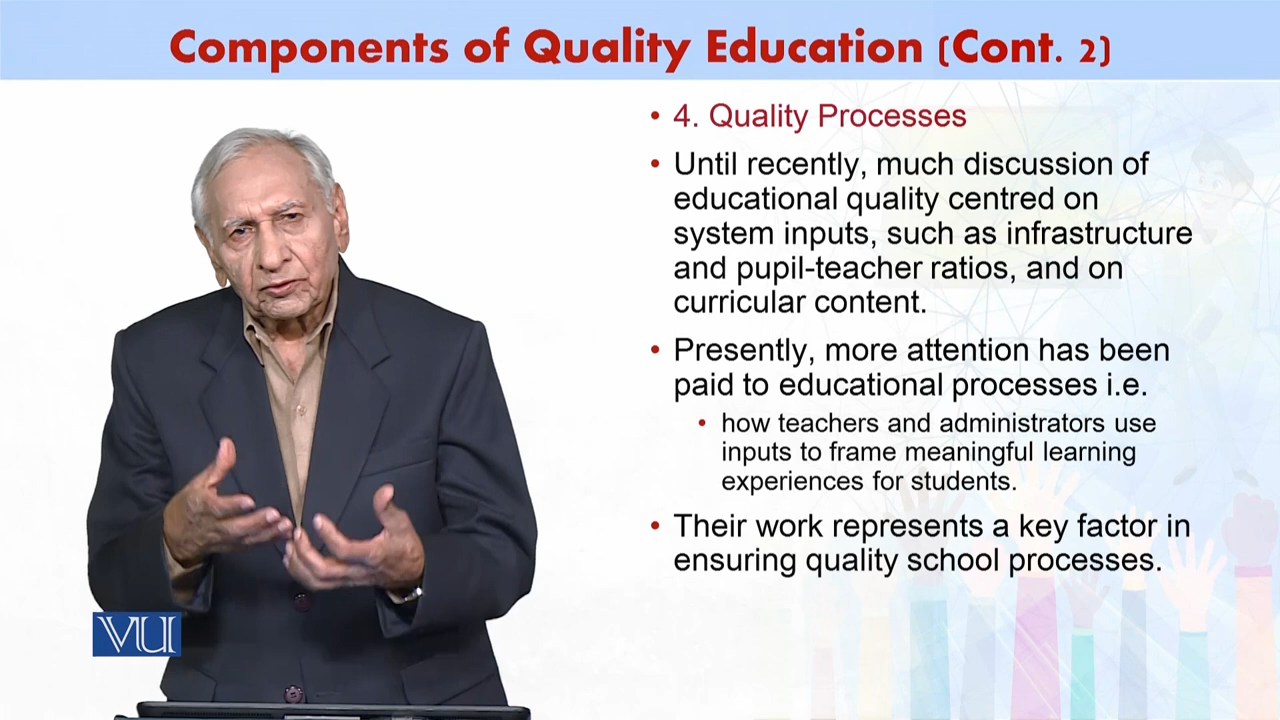 Components of Quality Education (Cont. 2)
• 4. Quality Processes
• Until recently, much discussion of
educational quality centred on
system inputs, such as infrastructure
and pupil-teacher ratios, and on
curricular content.
• Presently, more attention has been
paid to educational processes i.e.
• how teachers and administrators use
inputs to frame meaningful learning
experiences for students.
• Their work represents a key factor in
ensuring quality school processes.
VU